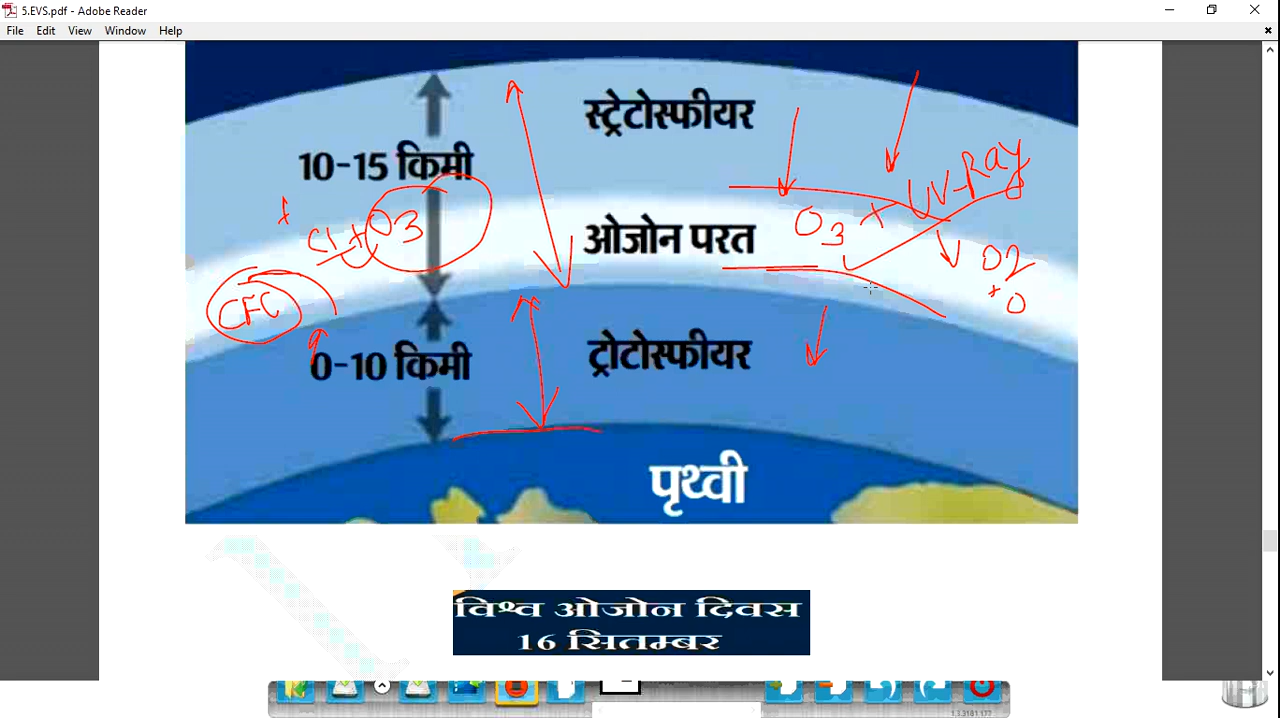 5.EVS.pdf - Adobe Reader
File Edit View Window Help
स्ट्रेटोस्फीयर
10-15 किमी
UV-Ray
Cl + O3
O3 +
ओजोन परत
O2
+ O
CFC
0-10 किमी
ट्रोटोस्फीयर
पृथ्वी
विश्व ओजोन दिवस
16 सितम्बर